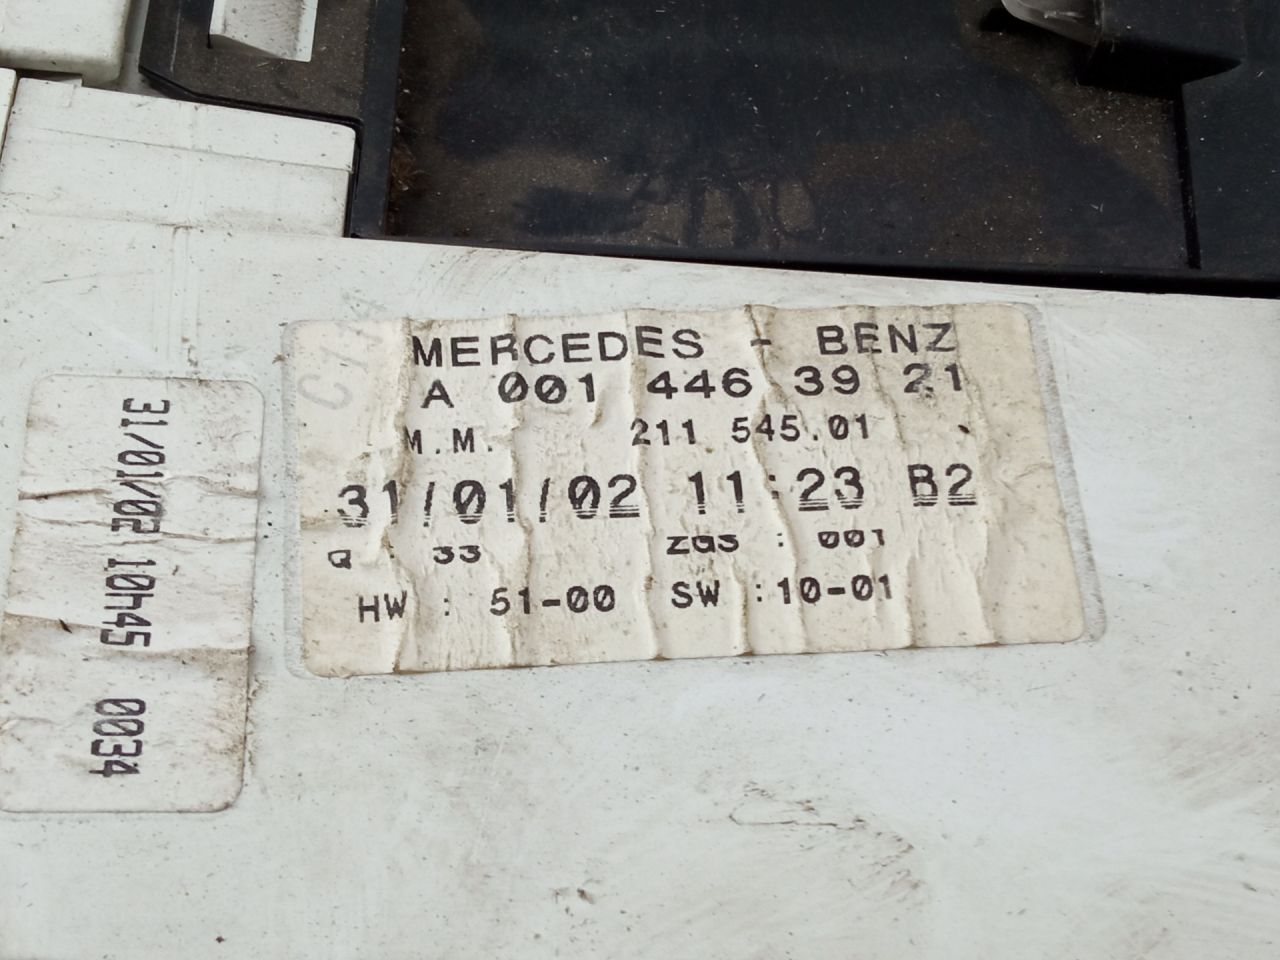 MERCEDES - BENZ
A 001 446 39 21
M.M. 211 545.01
31/01/02 11:23 B2
Q : 33 ZGS : 001
HW : 51-00 SW :10-01
31/01/02 10445 0034